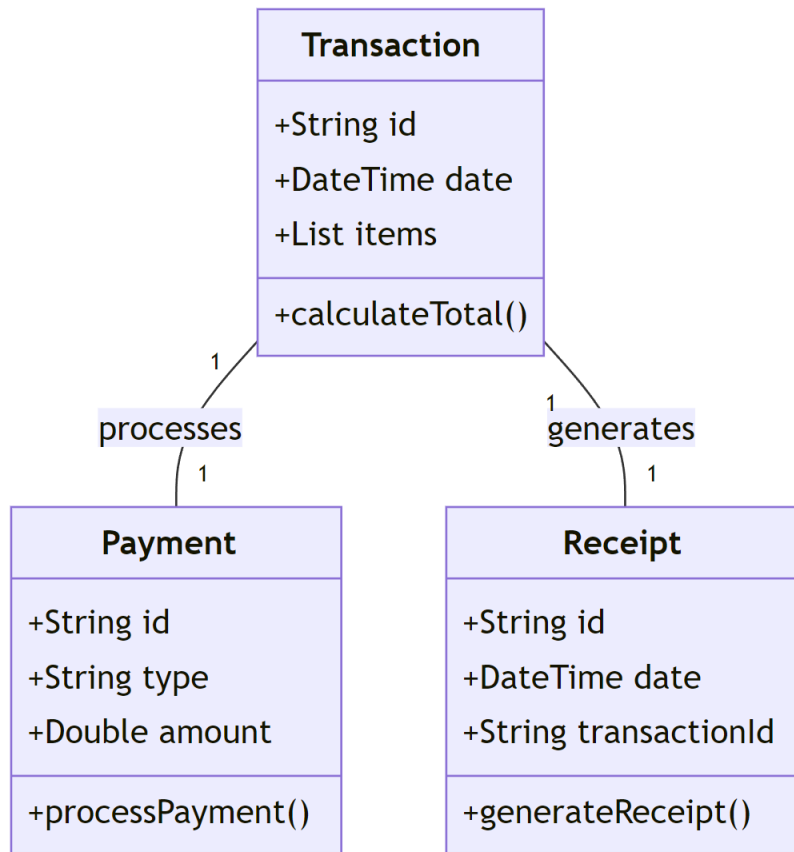 Transaction
+String id
+DateTime date
+List items
+calculateTotal()
1
1
processes
generates
1
1
Payment
+String id
+String type
+Double amount
+processPayment()
Receipt
+String id
+DateTime date
+String transactionId
+generateReceipt()